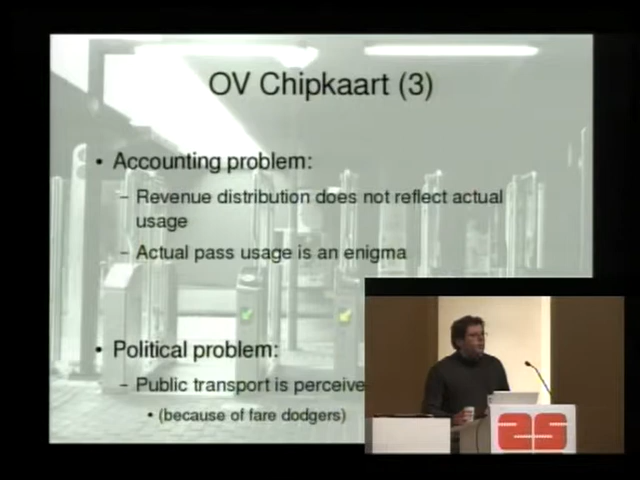 OV Chipkaart (3)
• Accounting problem:
– Revenue distribution does not reflect actual
usage
– Actual pass usage is an enigma
• Political problem:
– Public transport is perceive
• (because of fare dodgers)